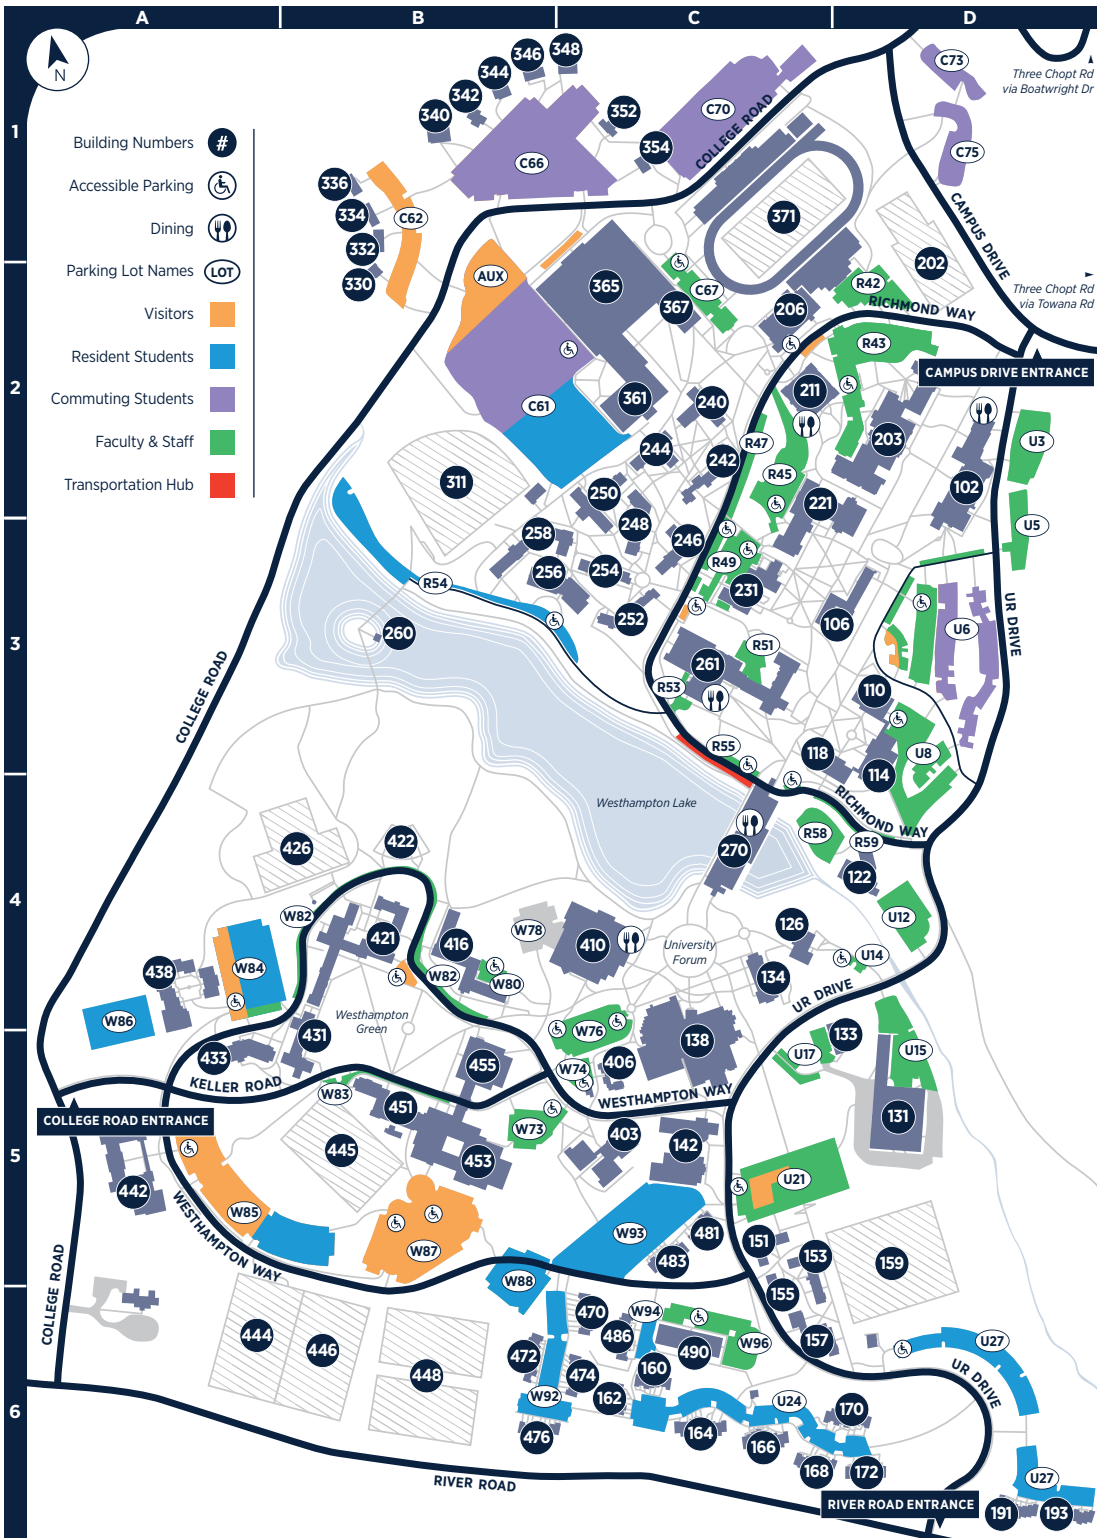 A B C D
1
2
3
4
5
6
N
Building Numbers #
Accessible Parking
Dining
Parking Lot Names LOT
Visitors
Resident Students
Commuting Students
Faculty & Staff
Transportation Hub
346 348
344
342
340
352
354
C66
C70
COLLEGE ROAD
C73
Three Chopt Rd
via Boatwright Dr
C75
336
334
332
330
C62
371
CAMPUS DRIVE
202
AUX
365
367
C67
206
R42
RICHMOND WAY
Three Chopt Rd
via Towana Rd
R43
CAMPUS DRIVE ENTRANCE
C61
361
240
211
203
R47
244
242
R45
U3
102
311
250
221
248
U5
258
246
R49
256
254
231
R54
252
106
U6
UR DRIVE
260
261
R51
R53
110
COLLEGE ROAD
R55
118
114
U8
Westhampton Lake
RICHMOND WAY
R58
R59
270
122
426
422
W82
421
416
W78
410
126
U12
University
Forum
U14
438
W84
W82
W80
134
W86
UR DRIVE
Westhampton
Green
431
433
W76
138
133
U17
U15
455
W74
406
KELLER ROAD
W83
451
WESTHAMPTON WAY
131
COLLEGE ROAD ENTRANCE
W73
403
142
445
453
U21
442
W85
W87
W93
481
WESTHAMPTON WAY
151
153
483
159
W88
155
COLLEGE ROAD
444
446
470
W94
486
490
W96
157
U27
472
448
474
160
UR DRIVE
W92
162
U24
170
476
164
166
168
172
U27
RIVER ROAD
RIVER ROAD ENTRANCE
191
193